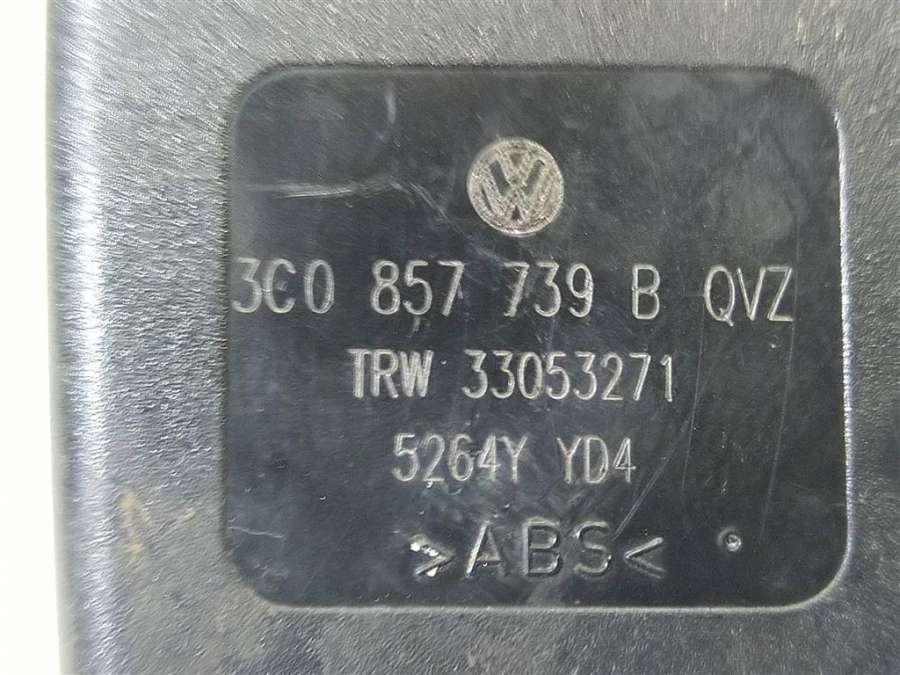 3C0 857 739 B QVZ
TRW 33053271
5264Y YD4
>ABS<